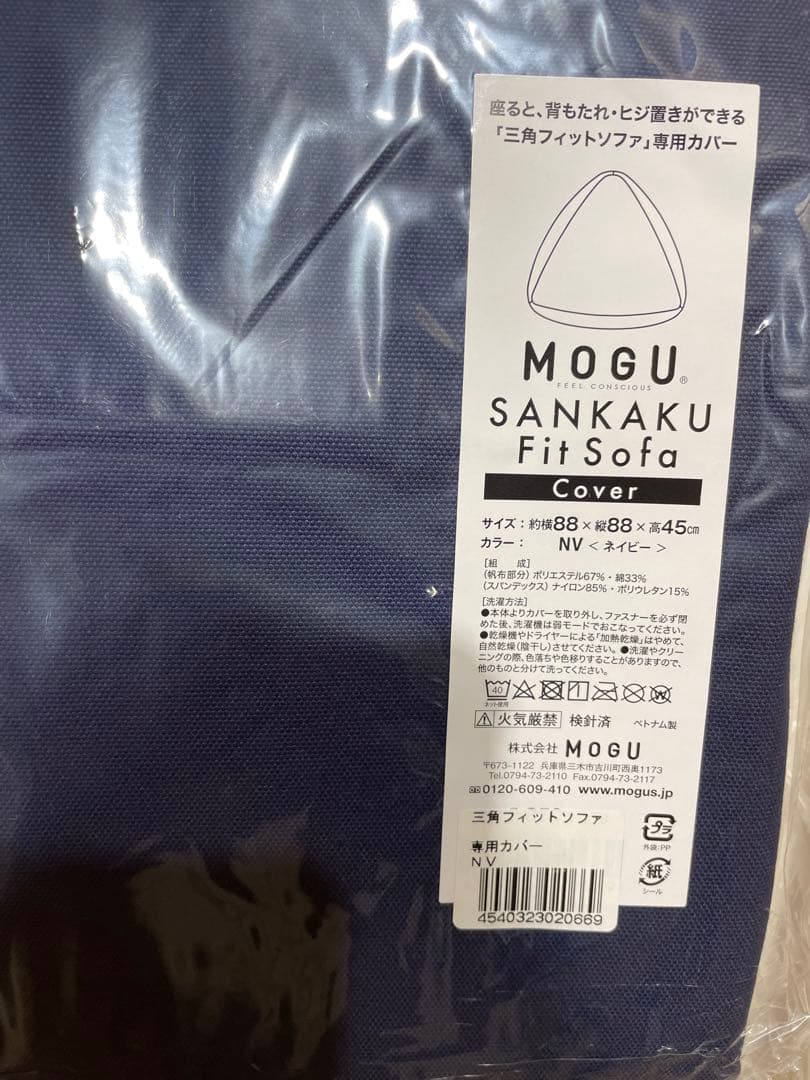 座ると、背もたれ・ヒジ置きができる
「三角フィットソファ」専用カバー
MOGU®
FEEL CONSCIOUS
SANKAKU
Fit Sofa
Cover
サイズ：約横88×縦88×高45cm
カラー： NV ＜ネイビー＞
［組　成］
（帆布部分）ポリエステル67%・綿33%
（スパンデックス）ナイロン85%・ポリウレタン15%
［洗濯方法］
●本体よりカバーを取り外し、ファスナーを必ず閉
めた後、洗濯機は弱モードでおこなってください。
●乾燥機やドライヤーによる「加熱乾燥」はやめて、
自然乾燥(陰干し)させてください。●洗濯やクリー
ニングの際、色落ちや色移りすることがありますので、
他のものと分けて洗ってください。
40
ネット使用
火気厳禁 検針済 ベトナム製
株式会社 MOGU
〒673-1122 兵庫県三木市吉川町西奥1173
Tel.0794-73-2110 Fax.0794-73-2117
0120-609-410 www.mogus.jp
三角フィットソファ
専用カバー
NV
4540323020669
プラ
外袋:PP
紙
シール